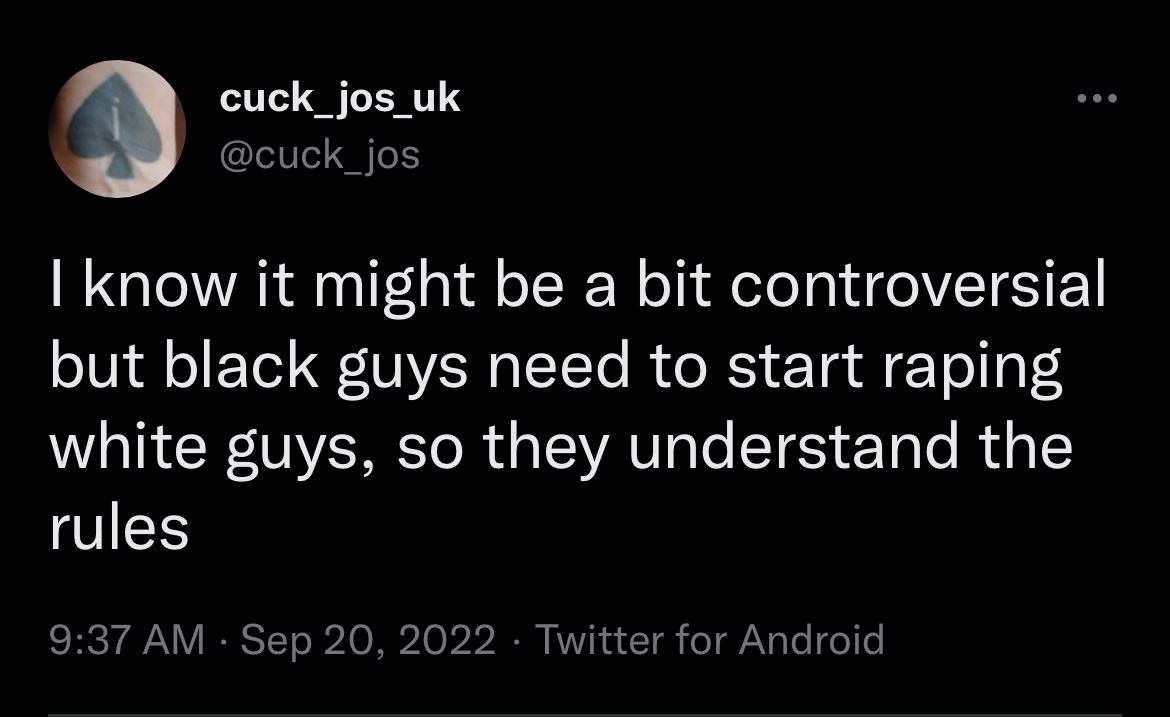 cuck_jos_uk
@cuck_jos
I know it might be a bit controversial
but black guys need to start raping
white guys, so they understand the
rules
9:37 AM · Sep 20, 2022 · Twitter for Android